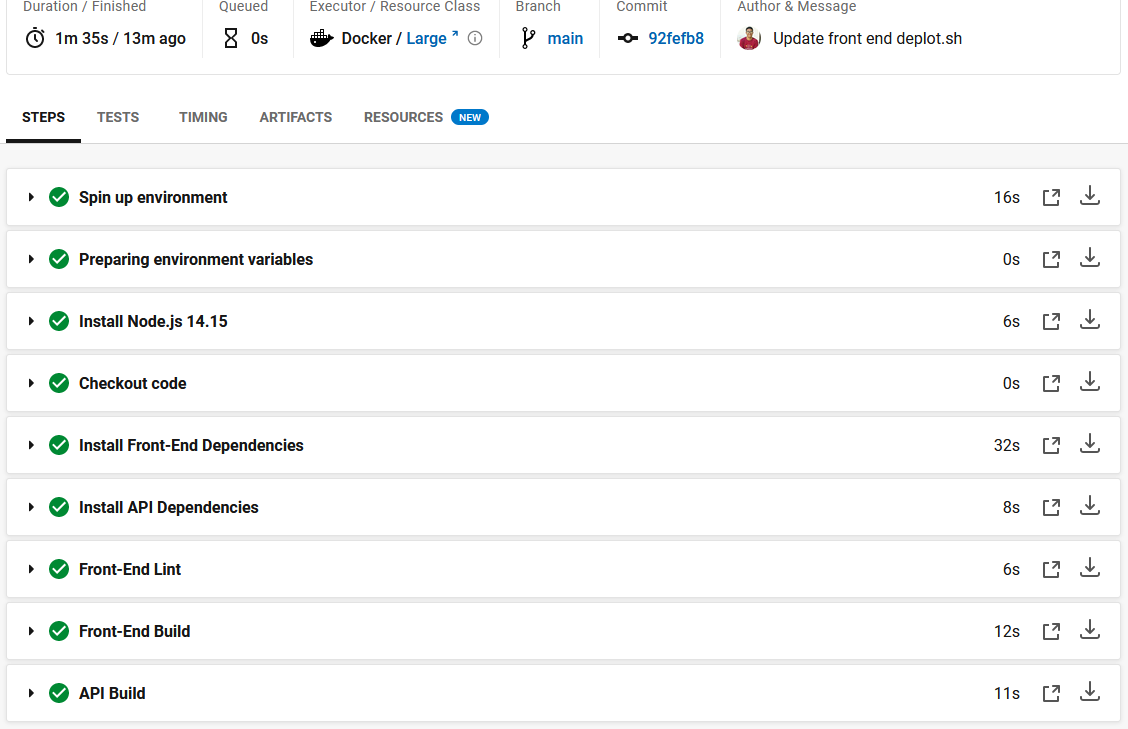 Duration / Finished Queued Executor / Resource Class Branch Commit Author & Message
1m 35s / 13m ago 0s Docker / Large main 92fefb8 Update front end deplot.sh
STEPS TESTS TIMING ARTIFACTS RESOURCES NEW
Spin up environment 16s
Preparing environment variables 0s
Install Node.js 14.15 6s
Checkout code 0s
Install Front-End Dependencies 32s
Install API Dependencies 8s
Front-End Lint 6s
Front-End Build 12s
API Build 11s